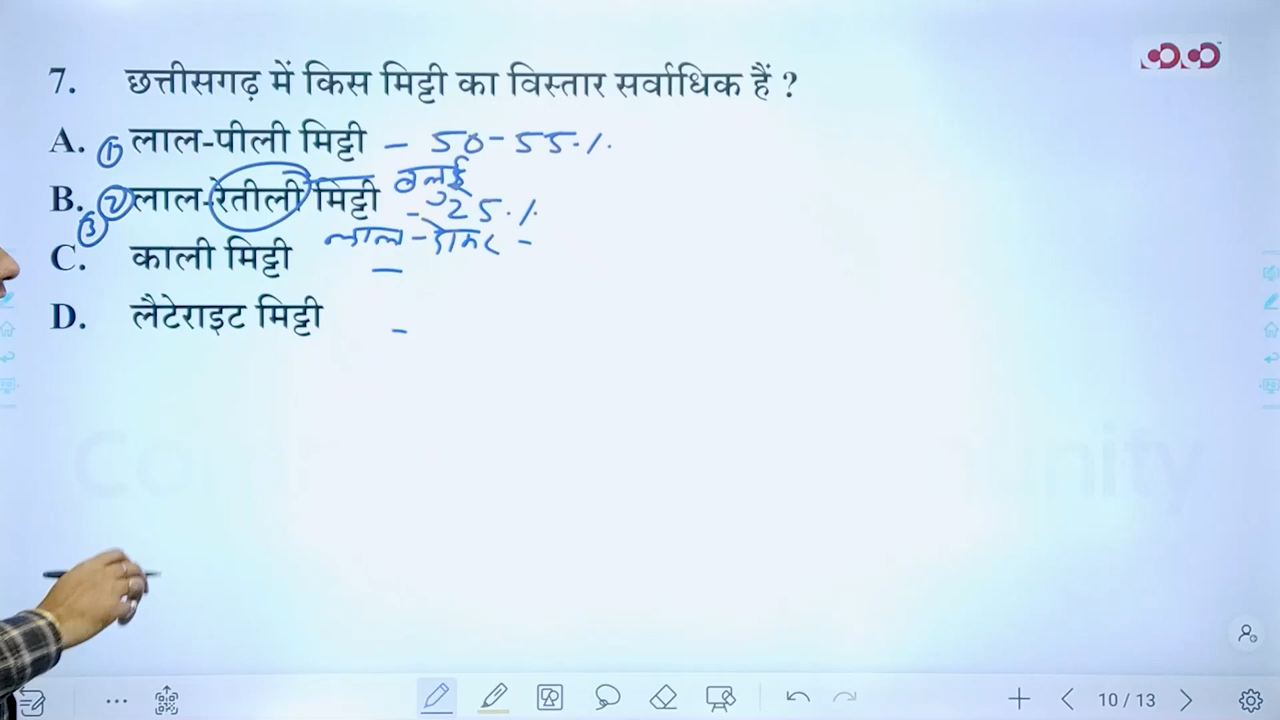 7. छत्तीसगढ़ में किस मिट्टी का विस्तार सर्वाधिक हैं ?
A. ① लाल-पीली मिट्टी - 50-55%
B. ② लाल-रेतीली मिट्टी बलुई - 25%
③ लाल-दोमट -
C. काली मिट्टी -
D. लैटेराइट मिट्टी -
10 / 13